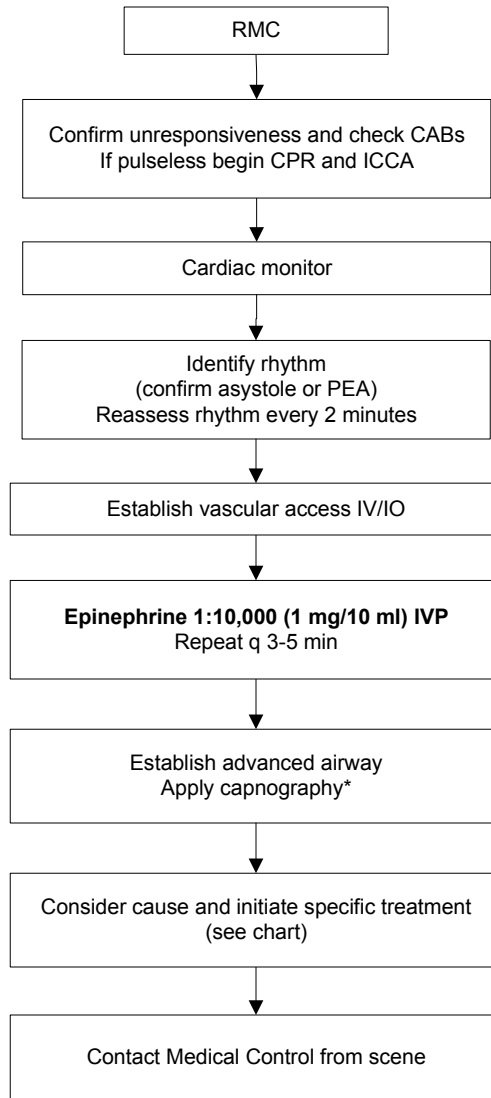 RMC
Confirm unresponsiveness and check CABs
If pulseless begin CPR and ICCA
Cardiac monitor
Identify rhythm
(confirm asystole or PEA)
Reassess rhythm every 2 minutes
Establish vascular access IV/IO
Epinephrine 1:10,000 (1 mg/10 ml) IVP
Repeat q 3-5 min
Establish advanced airway
Apply capnography*
Consider cause and initiate specific treatment
(see chart)
Contact Medical Control from scene